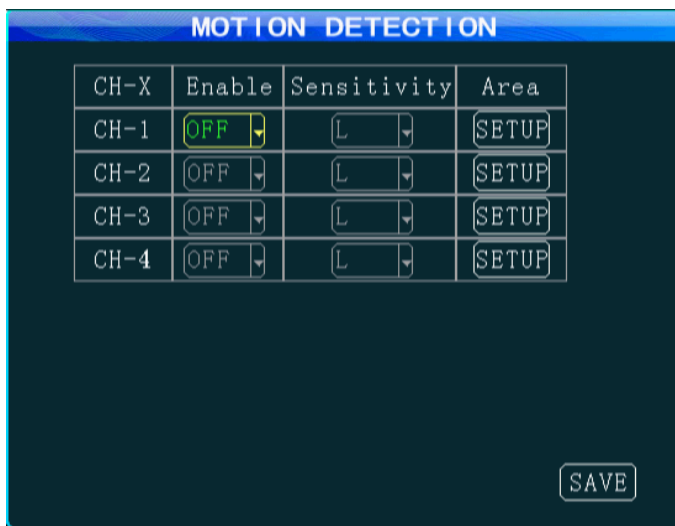 MOTION DETECTION
CH-X Enable Sensitivity Area
CH-1 OFF L SETUP
CH-2 OFF L SETUP
CH-3 OFF L SETUP
CH-4 OFF L SETUP
SAVE